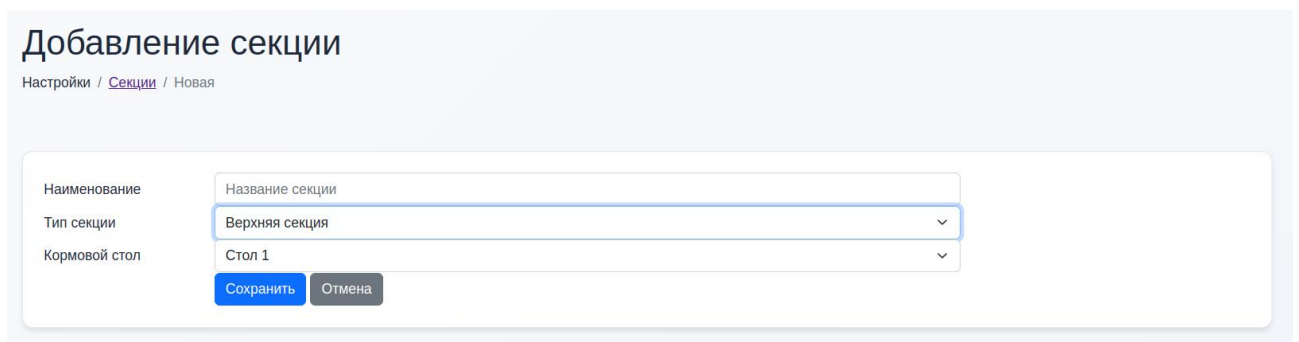 Добавление секции
Настройки / Секции / Новая
Наименование Название секции
Тип секции Верхняя секция
Кормовой стол Стол 1
Сохранить Отмена